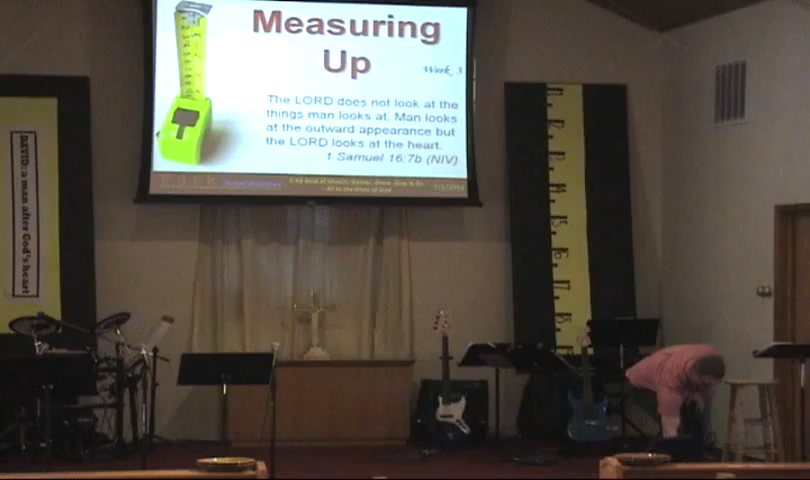 Measuring
Up
Week 3
The LORD does not look at the
things man looks at. Man looks
at the outward appearance but
the LORD looks at the heart.
1 Samuel 16:7b (NIV)
DAVID: a man after God's heart